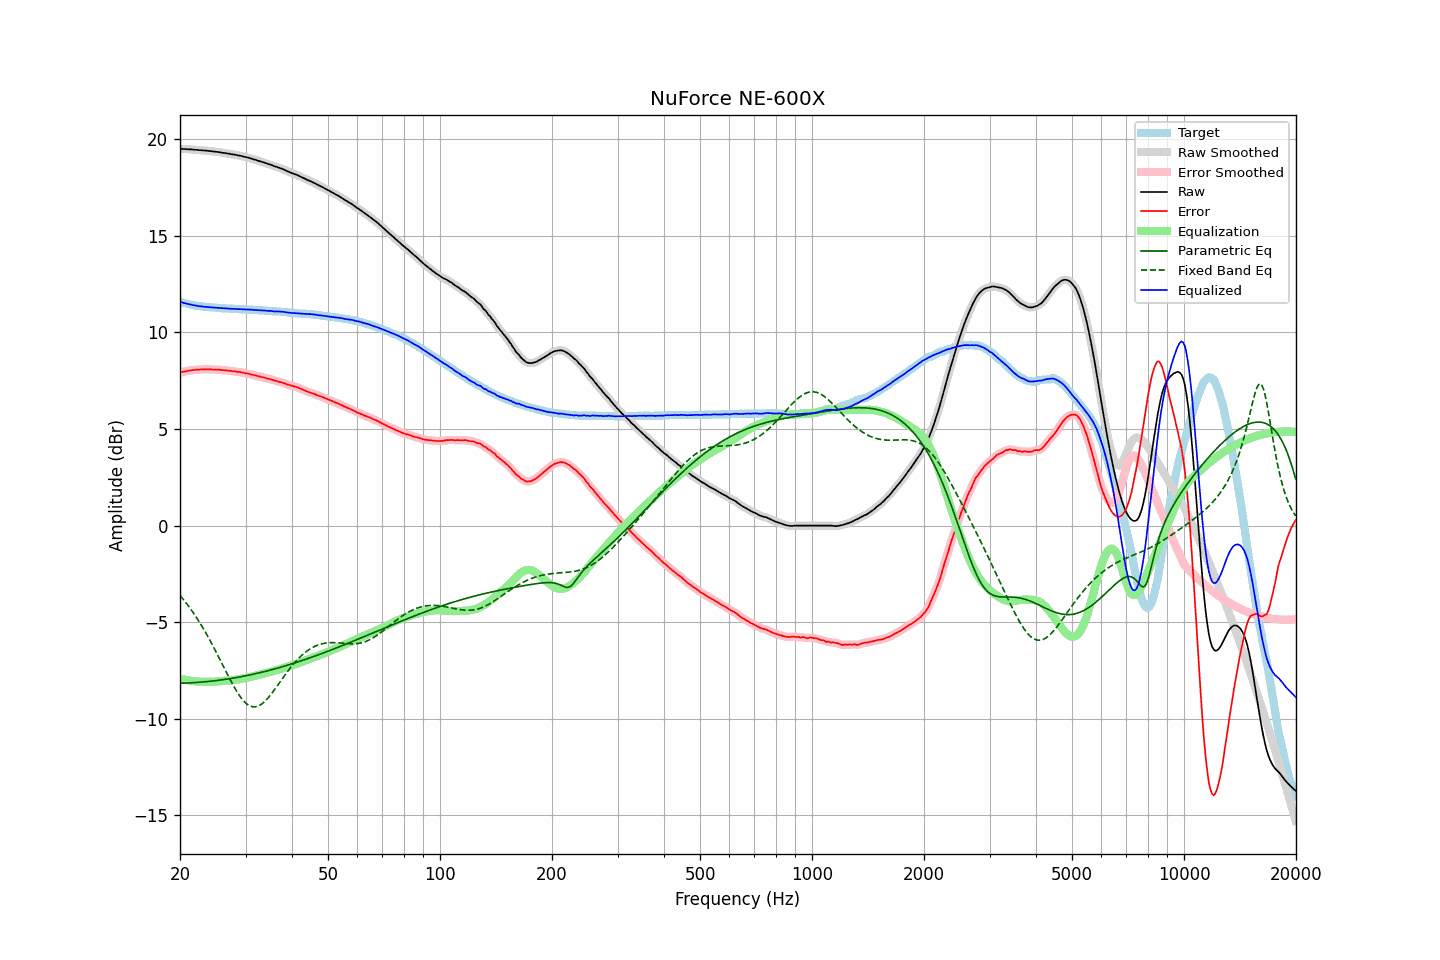 NuForce NE-600X
Target
Raw Smoothed
Error Smoothed
Raw
Error
Equalization
Parametric Eq
Fixed Band Eq
Equalized
20
15
10
5
0
−5
−10
−15
Amplitude (dBr)
20 50 100 200 500 1000 2000 5000 10000 20000
Frequency (Hz)